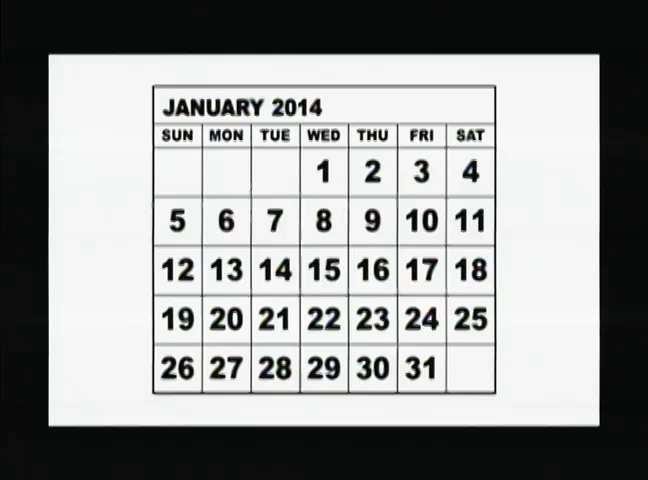 JANUARY 2014
SUN MON TUE WED THU FRI SAT
1 2 3 4
5 6 7 8 9 10 11
12 13 14 15 16 17 18
19 20 21 22 23 24 25
26 27 28 29 30 31